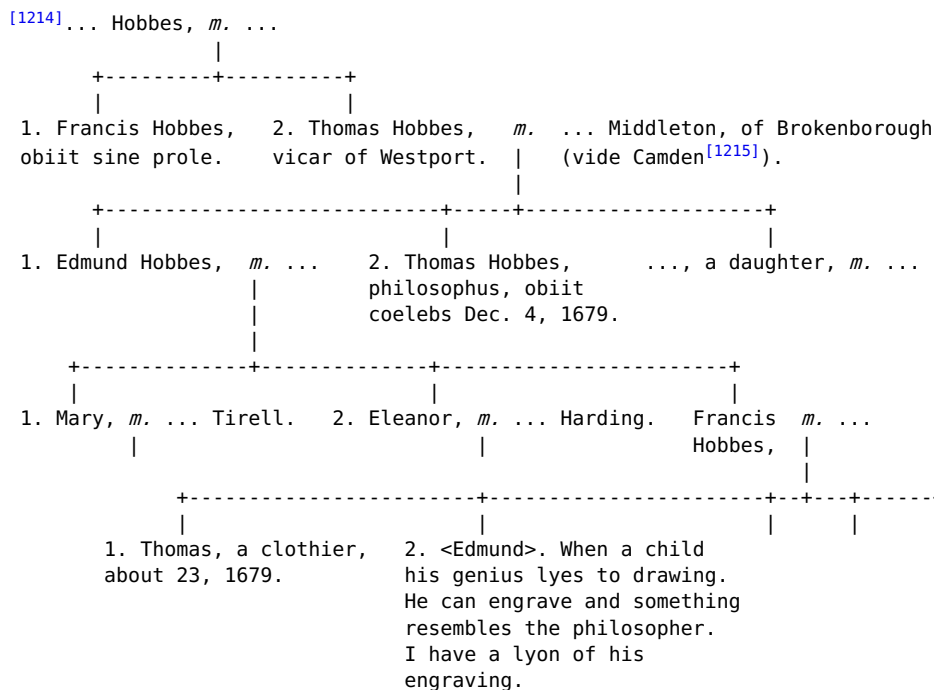 [1214]... Hobbes, m. ...
1. Francis Hobbes, 2. Thomas Hobbes, m. ... Middleton, of Brokenborough
obiit sine prole. vicar of Westport. (vide Camden[1215]).
1. Edmund Hobbes, m. ... 2. Thomas Hobbes, ..., a daughter, m. ...
philosophus, obiit
coelebs Dec. 4, 1679.
1. Mary, m. ... Tirell. 2. Eleanor, m. ... Harding. Francis m. ...
Hobbes,
1. Thomas, a clothier, 2. <Edmund>. When a child
about 23, 1679. his genius lyes to drawing.
He can engrave and something
resembles the philosopher.
I have a lyon of his
engraving.